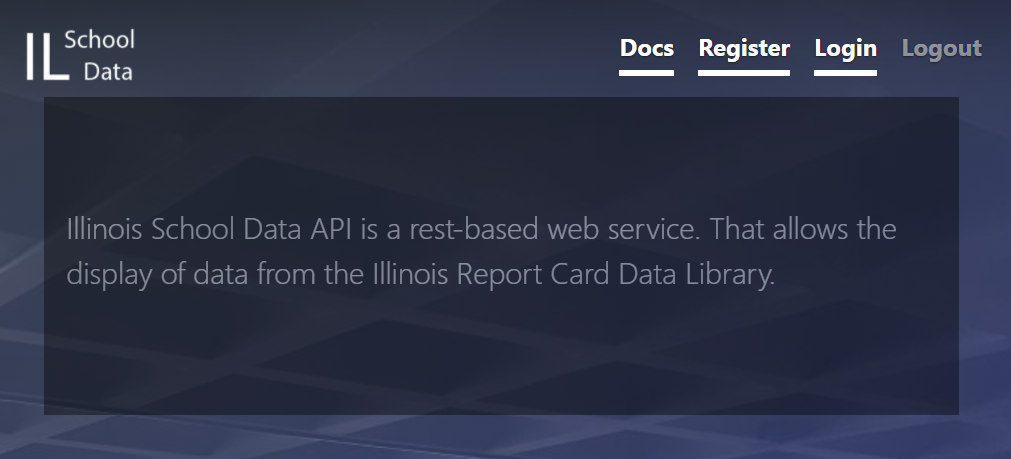 IL School
Data
Docs Register Login Logout
Illinois School Data API is a rest-based web service. That allows the
display of data from the Illinois Report Card Data Library.